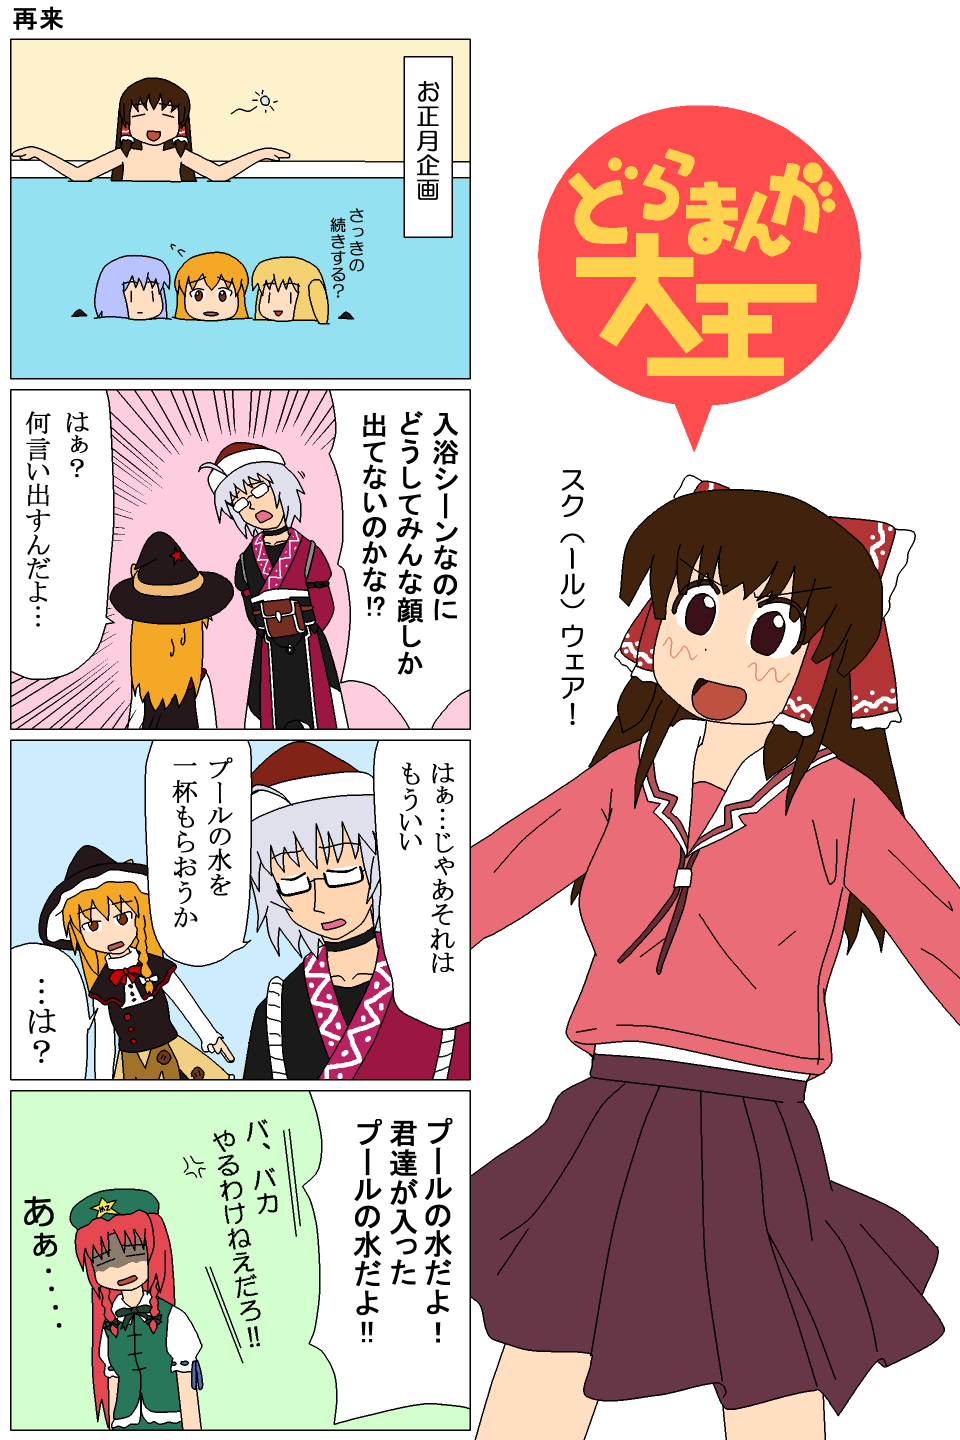 再来
お正月企画
さっきの
続きする?
入浴シーンなのに
どうしてみんな顔しか
出てないのかな!?
はぁ?
何言い出すんだよ…
はぁ…じゃあそれは
もういい
プールの水を
一杯もらおうか
…は?
プールの水だよ!
君達が入った
プールの水だよ!!
バ、バカ
やるわけねえだろ!!
MZ
あぁ・・・・
どらまんが
大王
スク(ール)ウェア!